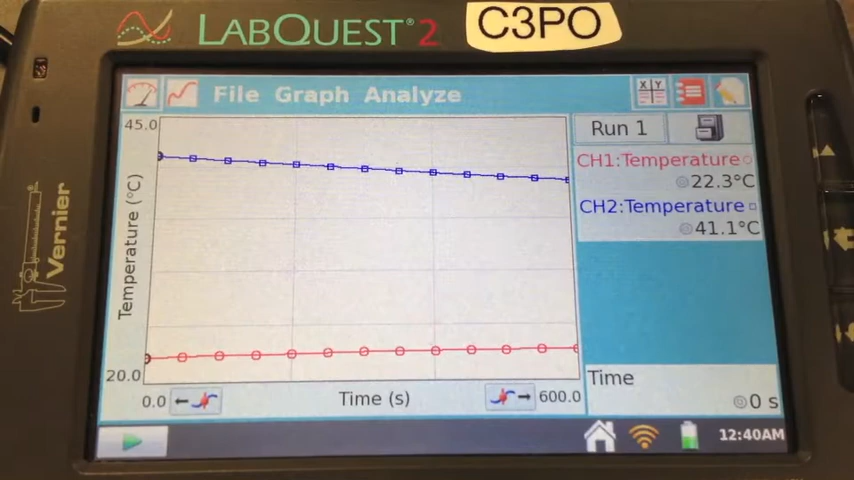 LABQUEST® 2
C3PO
Vernier
File Graph Analyze
X Y
45.0
Temperature (°C)
20.0
0.0
Time (s)
600.0
Run 1
CH1:Temperature
22.3°C
CH2:Temperature
41.1°C
Time
0 s
12:40AM